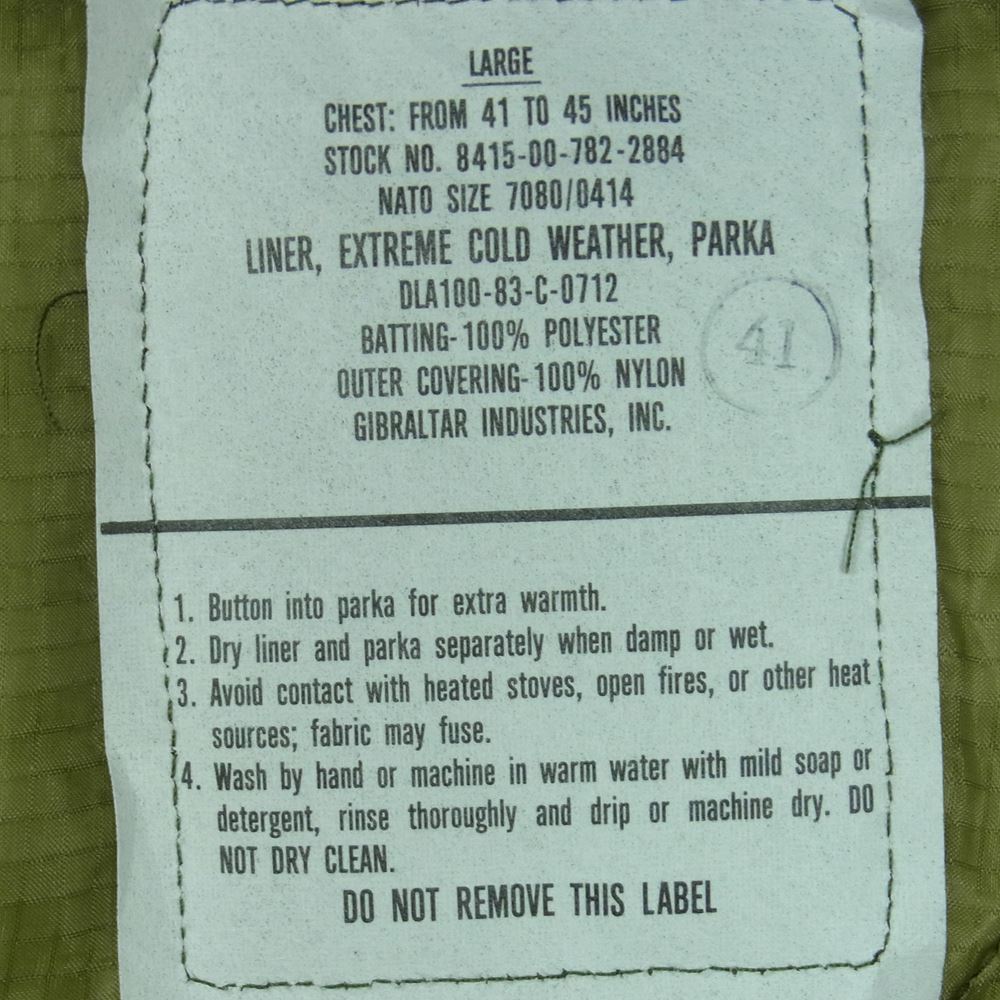 LARGE
CHEST: FROM 41 TO 45 INCHES
STOCK NO. 8415-00-782-2884
NATO SIZE 7080/0414
LINER, EXTREME COLD WEATHER, PARKA
DLA100-83-C-0712
BATTING-100% POLYESTER
OUTER COVERING-100% NYLON
GIBRALTAR INDUSTRIES, INC.
41
1. Button into parka for extra warmth.
2. Dry liner and parka separately when damp or wet.
3. Avoid contact with heated stoves, open fires, or other heat
sources; fabric may fuse.
4. Wash by hand or machine in warm water with mild soap or
detergent, rinse thoroughly and drip or machine dry. DO
NOT DRY CLEAN.
DO NOT REMOVE THIS LABEL